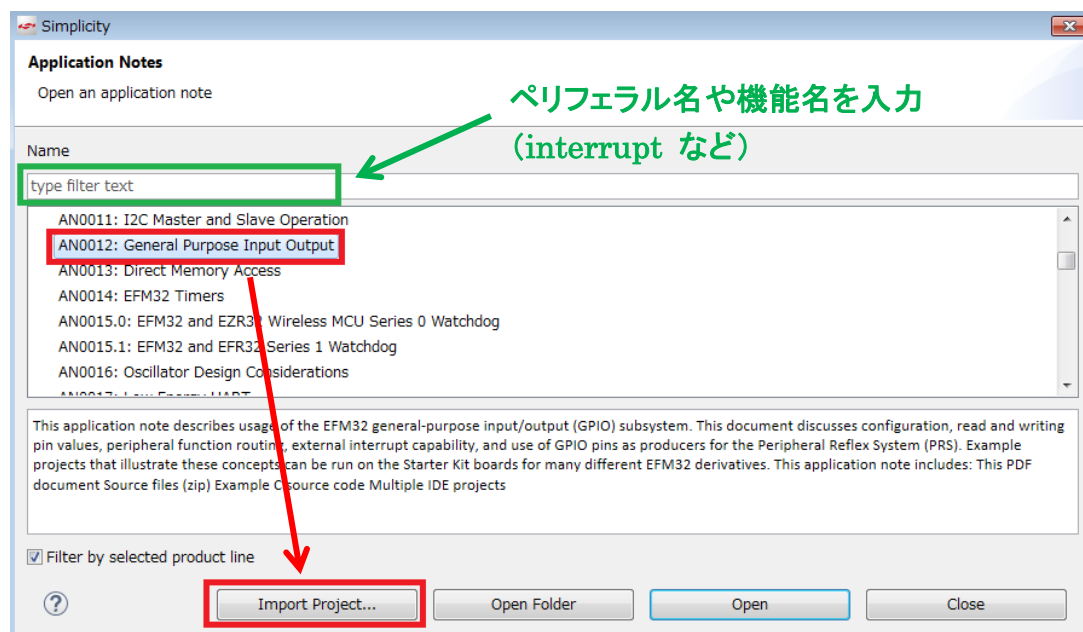 Simplicity
Application Notes
Open an application note
ペリフェラル名や機能名を入力
(interrupt など)
Name
type filter text
AN0011: I2C Master and Slave Operation
AN0012: General Purpose Input Output
AN0013: Direct Memory Access
AN0014: EFM32 Timers
AN0015.0: EFM32 and EZR32 Wireless MCU Series 0 Watchdog
AN0015.1: EFM32 and EFR32 Series 1 Watchdog
AN0016: Oscillator Design Considerations
AN0017: Low Energy UART
This application note describes usage of the EFM32 general-purpose input/output (GPIO) subsystem. This document discusses configuration, read and writing
pin values, peripheral function routing, external interrupt capability, and use of GPIO pins as producers for the Peripheral Reflex System (PRS). Example
projects that illustrate these concepts can be run on the Starter Kit boards for many different EFM32 derivatives. This application note includes: This PDF
document Source files (zip) Example C source code Multiple IDE projects
Filter by selected product line
?
Import Project...
Open Folder
Open
Close